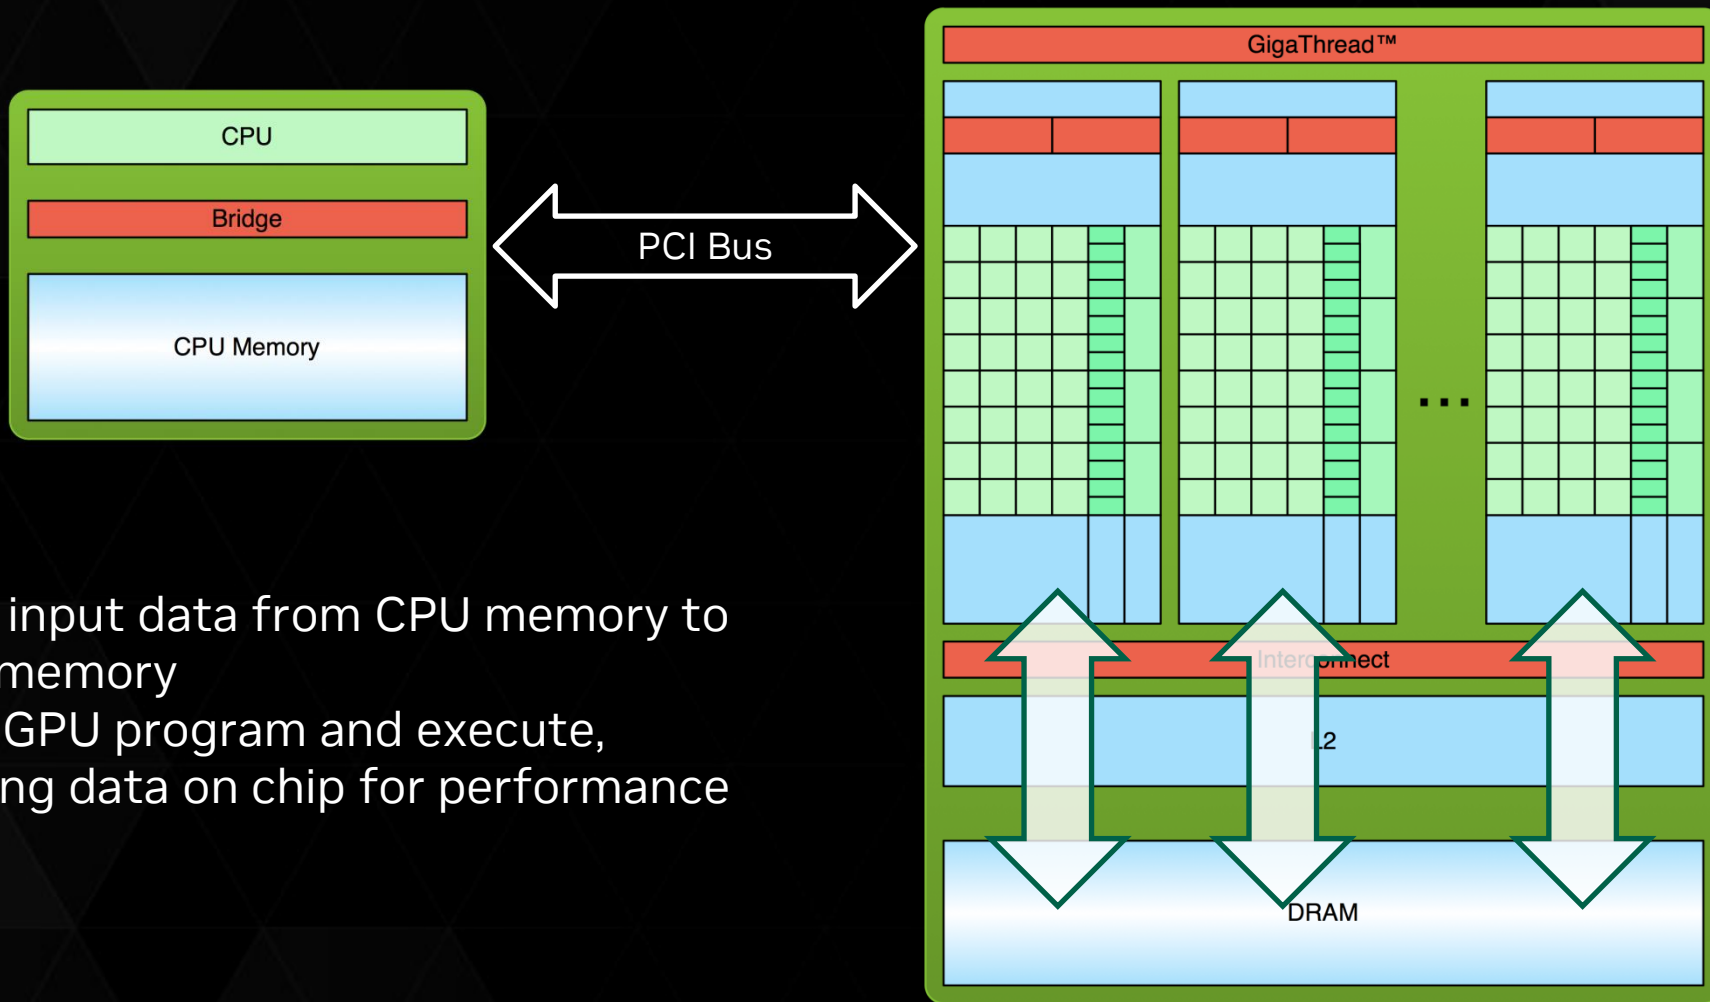 GigaThread™
CPU
Bridge
PCI Bus
CPU Memory
...
input data from CPU memory to
memory
GPU program and execute,
ng data on chip for performance
Interconnect
L2
DRAM